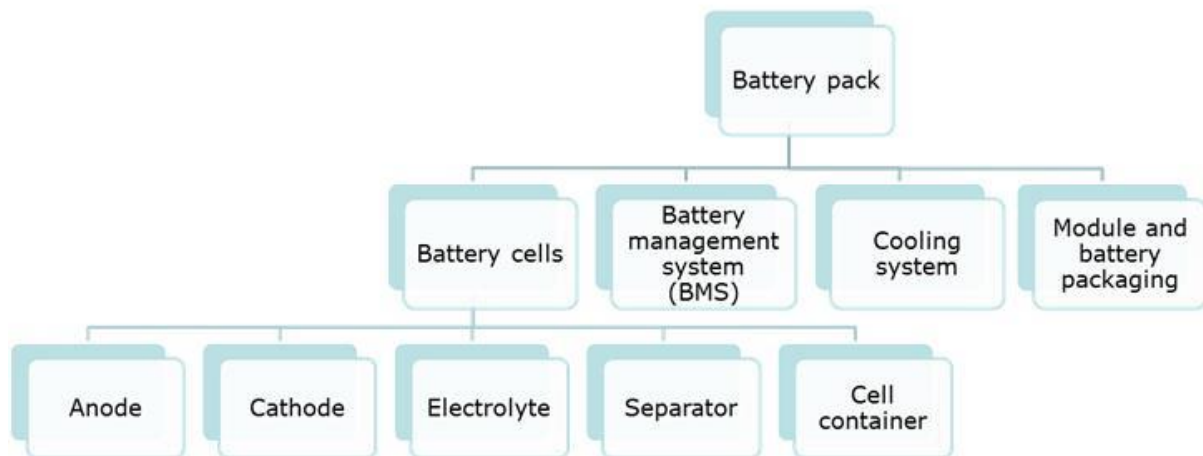 Battery pack
Battery cells
Battery
management
system
(BMS)
Cooling
system
Module and
battery
packaging
Anode
Cathode
Electrolyte
Separator
Cell
container